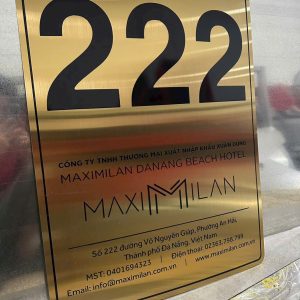 222
CÔNG TY TNHH THƯƠNG MẠI XUẤT NHẬP KHẨU XUÂN DUNG
MAXIMILAN DANANG BEACH HOTEL
MAXIMILAN
Số 222 đường Võ Nguyên Giáp, Phường An Hải,
Thành phố Đà Nẵng, Việt Nam
MST: 0401694323 | Điện thoại: 02363.798.799
Email: info@maximilan.com.vn | www.maximilan.com.vn